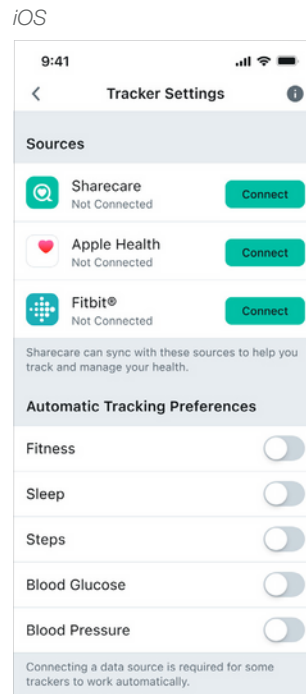 iOS
9:41
Tracker Settings
Sources
Sharecare
Not Connected
Connect
Apple Health
Not Connected
Connect
Fitbit®
Not Connected
Connect
Sharecare can sync with these sources to help you
track and manage your health.
Automatic Tracking Preferences
Fitness
Sleep
Steps
Blood Glucose
Blood Pressure
Connecting a data source is required for some
trackers to work automatically.